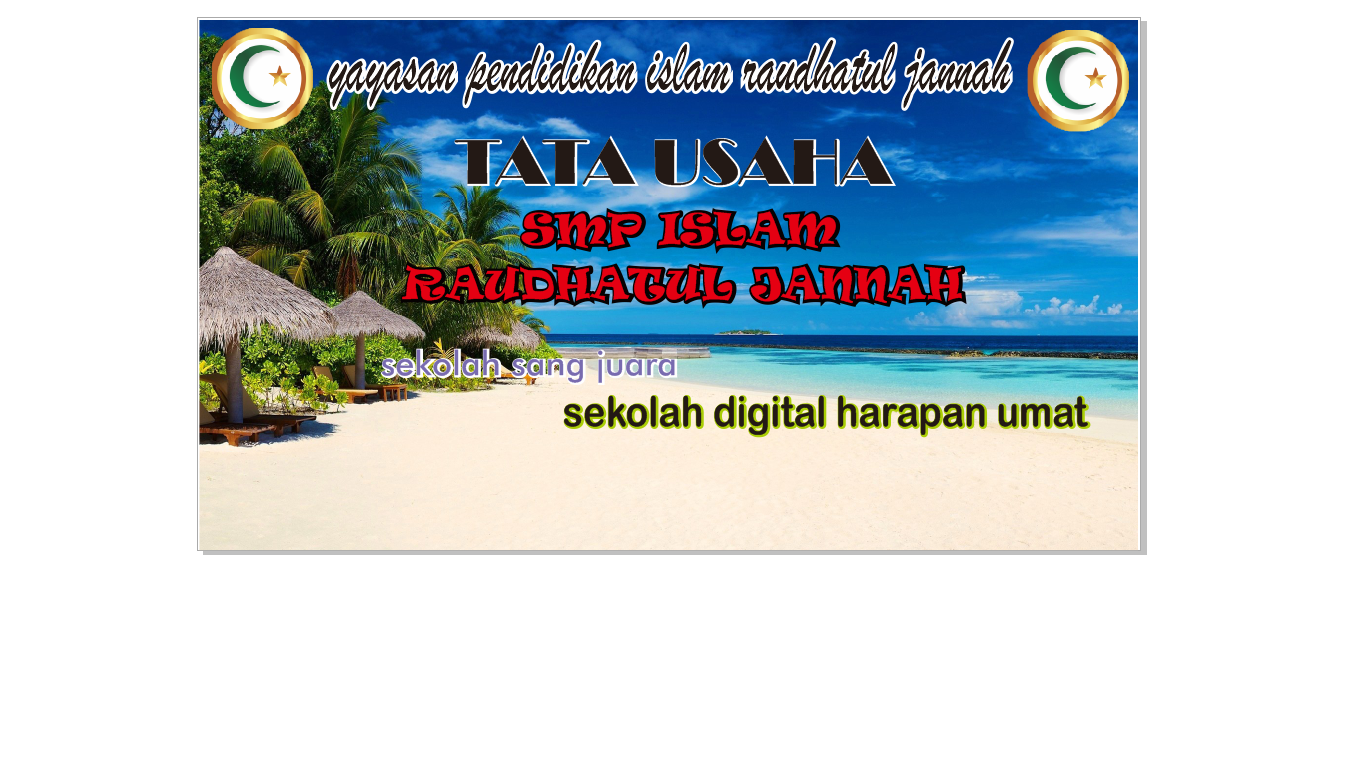 yayasan pendidikan islam raudhatul jannah
TATA USAHA
SMP ISLAM
RAUDHATUL JANNAH
sekolah sang juara
sekolah digital harapan umat